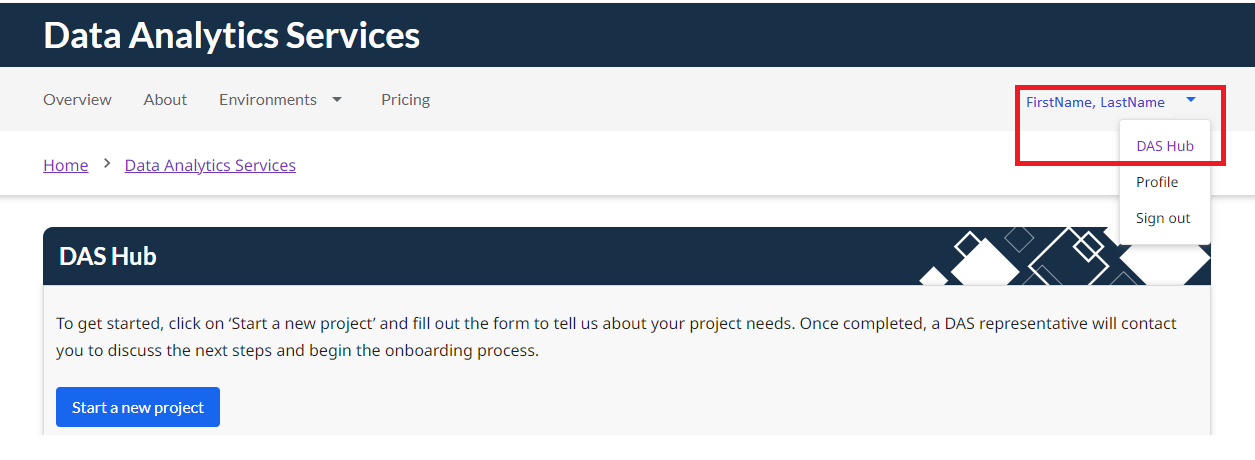 Data Analytics Services
Overview About Environments Pricing
FirstName, LastName
DAS Hub
Profile
Sign out
Home > Data Analytics Services
DAS Hub
To get started, click on ‘Start a new project’ and fill out the form to tell us about your project needs. Once completed, a DAS representative will contact
you to discuss the next steps and begin the onboarding process.
Start a new project